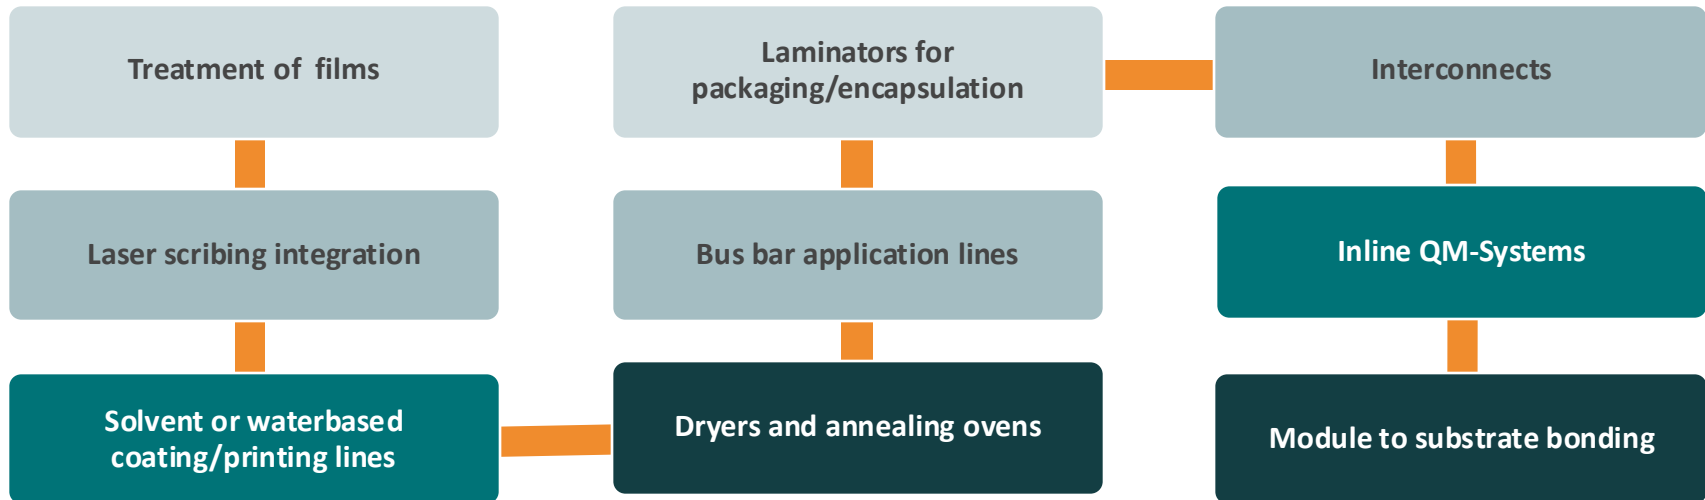 Treatment of films
Laser scribing integration
Solvent or waterbased
coating/printing lines
Laminators for
packaging/encapsulation
Bus bar application lines
Dryers and annealing ovens
Interconnects
Inline QM-Systems
Module to substrate bonding